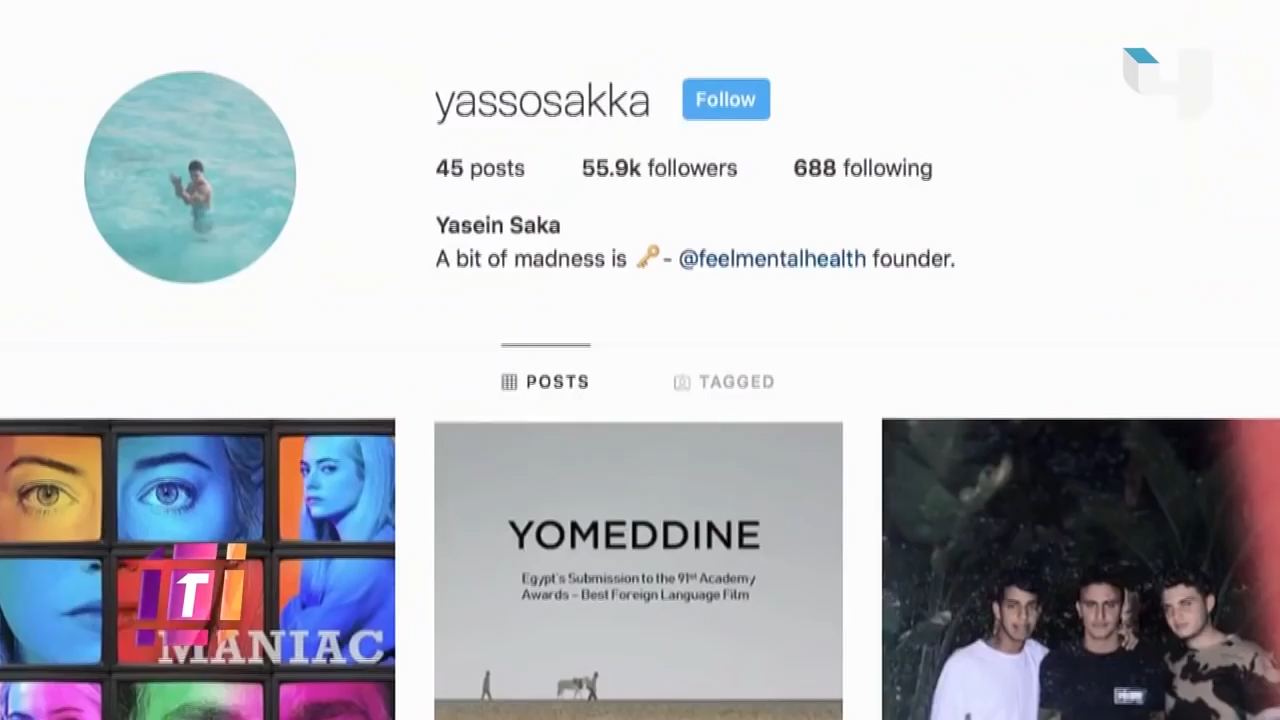 yassosakka
Follow
45 posts 55.9k followers 688 following
Yasein Saka
A bit of madness is 🔑- @feelmentalhealth founder.
POSTS
TAGGED
YOMEDDINE
Egypt's Submission to the 91st Academy
Awards – Best Foreign Language Film
T
MANIAC